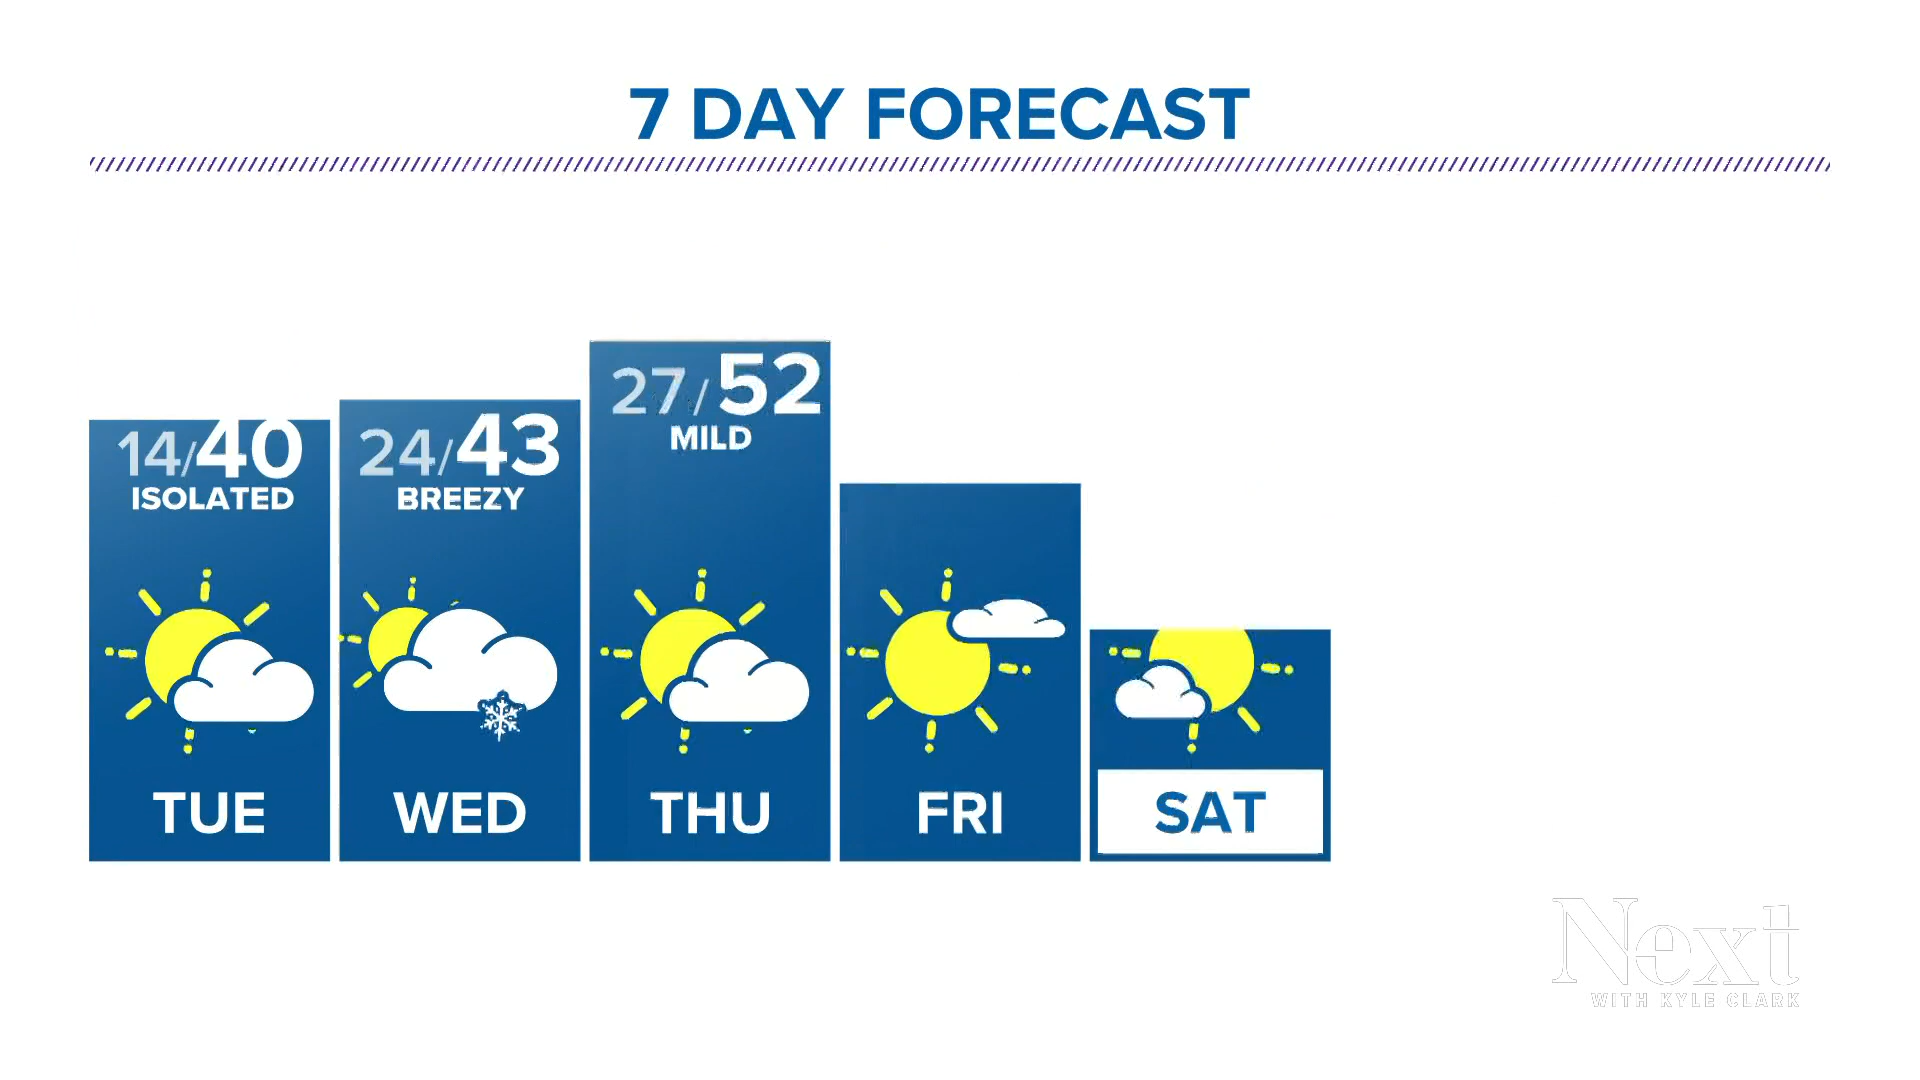 7 DAY FORECAST
14/40
ISOLATED
24/43
BREEZY
27/52
MILD
TUE
WED
THU
FRI
SAT
Next
WITH KYLE CLARK